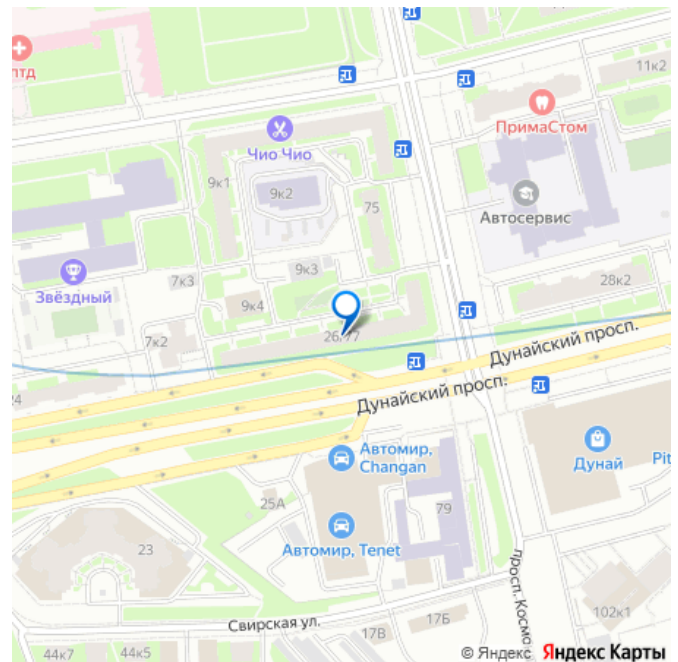 птд
11к2
ПримаСтом
Чио Чио
9к1
9к2
75
Автосервис
9к3
7к3
Звёздный
9к4
28к2
26/77
7к2
Дунайский просп.
24
Дунайский просп.
Автомир,
Changan
Дунай
Pit
25А
79
Автомир, Tenet
23
просп. Космо
Свирская ул.
17Б
17В
102к1
44к7
44к5
© Яндекс Яндекс Карты